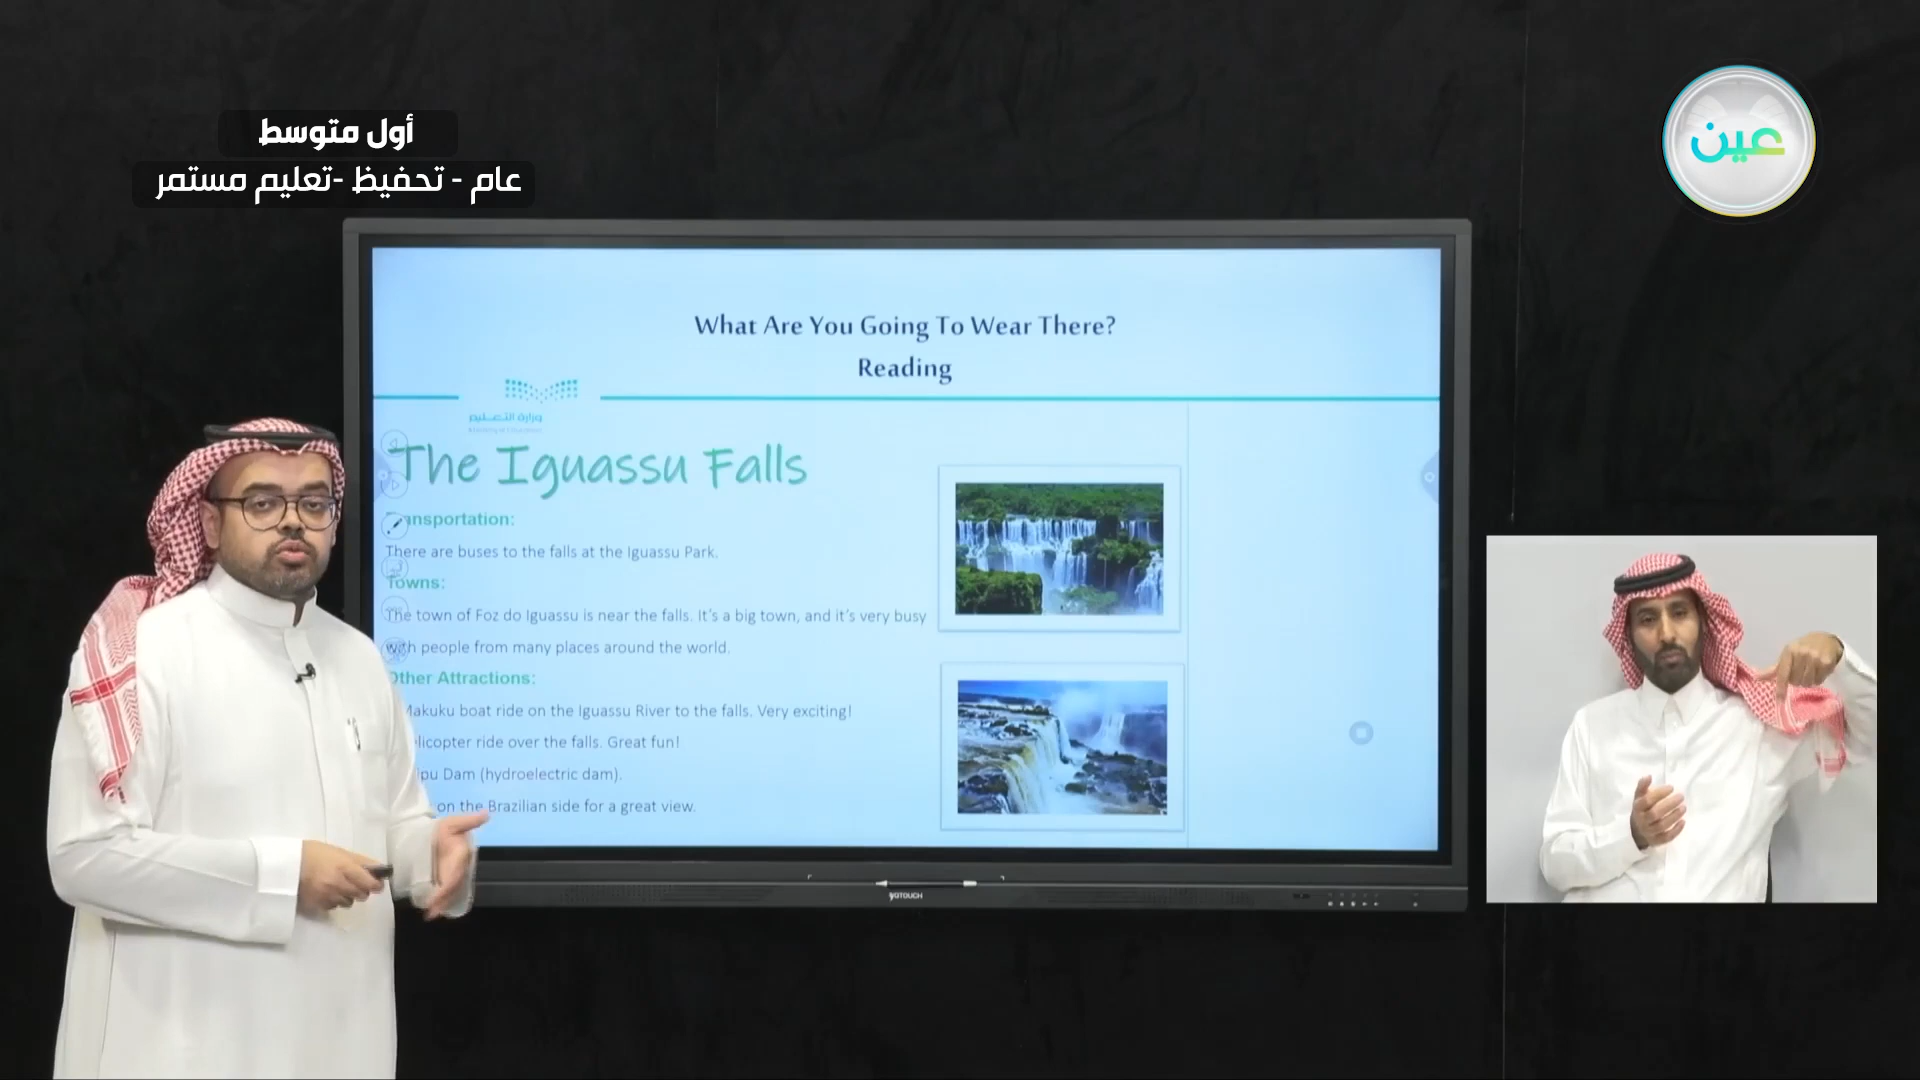 أول متوسط
عام - تحفيظ -تعليم مستمر
عين
What Are You Going To Wear There?
Reading
وزارة التعليم
The Iguassu Falls
There are buses to the falls at the Iguassu Park.
Towns:
The town of Foz do Iguassu is near the falls. It's a big town, and it's very busy
with people from many places around the world.
Other Attractions:
Makuku boat ride on the Iguassu River to the falls. Very exciting!
ride over the falls. Great fun!
Dam (hydroelectric dam).
on the Brazilian side for a great view.